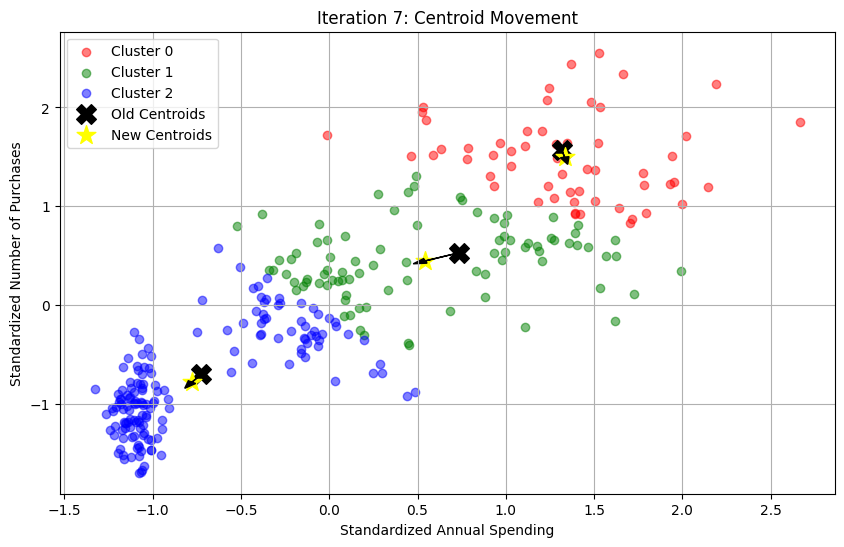 Iteration 7: Centroid Movement
Cluster 0
Cluster 1
Cluster 2
Old Centroids
New Centroids
Standardized Number of Purchases
2
1
0
−1
−1.5
−1.0
−0.5
0.0
0.5
1.0
1.5
2.0
2.5
Standardized Annual Spending